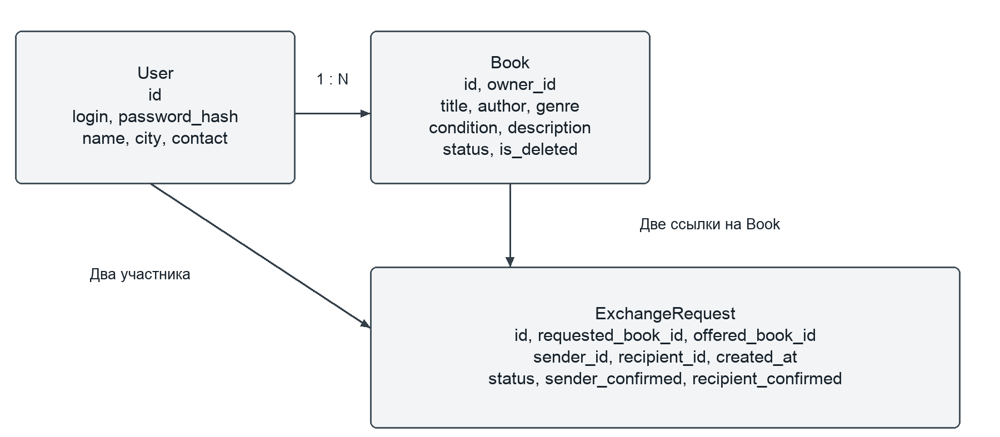 User
id
login, password_hash
name, city, contact
1 : N
Book
id, owner_id
title, author, genre
condition, description
status, is_deleted
Две ссылки на Book
Два участника
ExchangeRequest
id, requested_book_id, offered_book_id
sender_id, recipient_id, created_at
status, sender_confirmed, recipient_confirmed